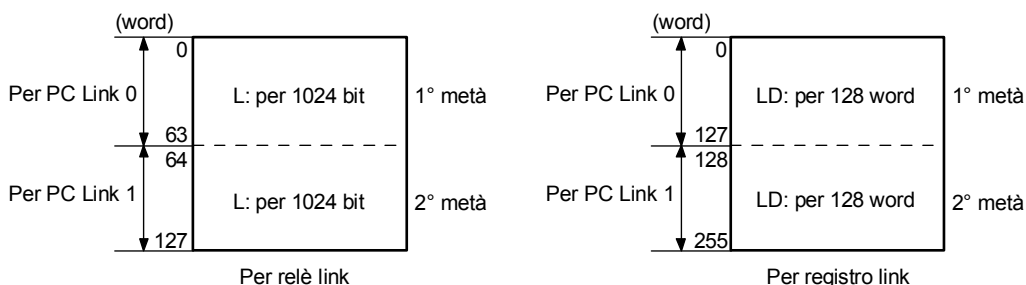 (word)
0
Per PC Link 0
L: per 1024 bit
1° metà
63
64
Per PC Link 1
L: per 1024 bit
2° metà
127
Per relè link
(word)
0
Per PC Link 0
LD: per 128 word
1° metà
127
128
Per PC Link 1
LD: per 128 word
2° metà
255
Per registro link